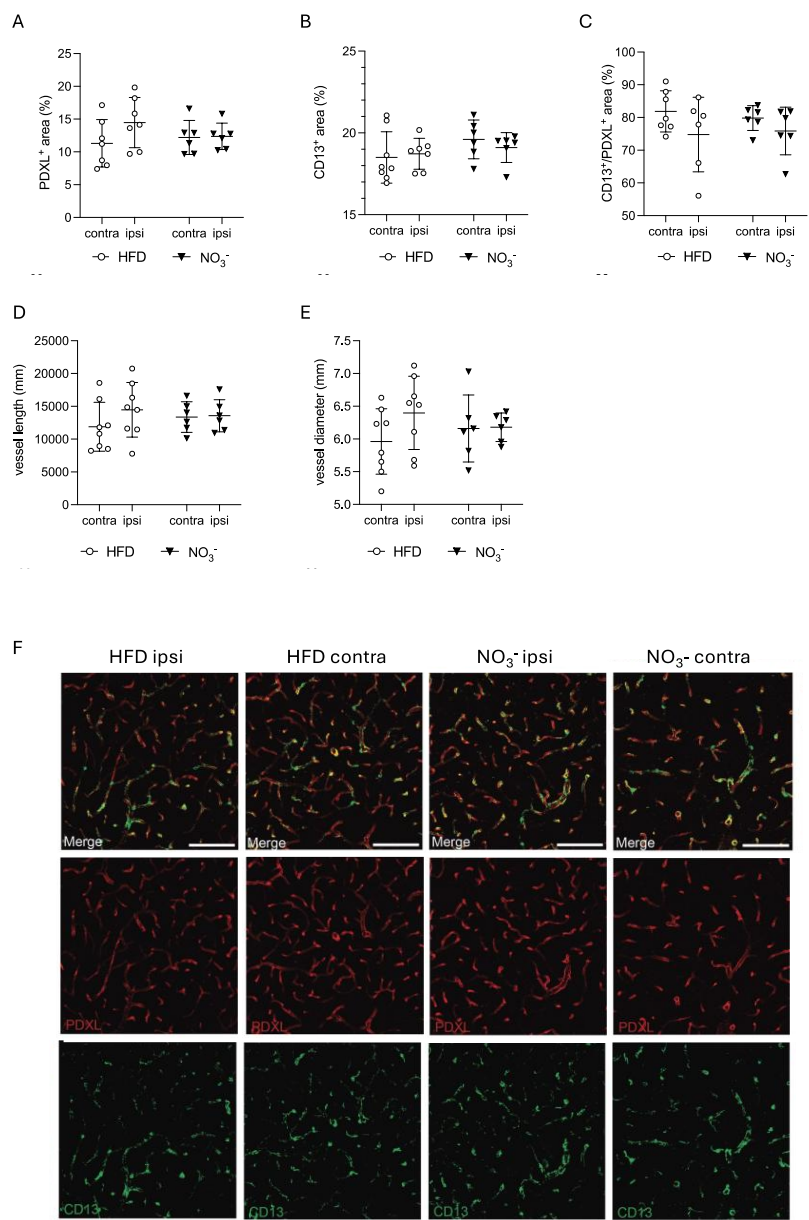 A
PDXL⁺ area (%)
25
20
15
10
5
0
contra ipsi contra ipsi
HFD NO₃⁻
B
CD13⁺ area (%)
25
20
15
contra ipsi contra ipsi
HFD NO₃⁻
C
CD13⁺/PDXL⁺ area (%)
100
90
80
70
60
50
contra ipsi contra ipsi
HFD NO₃⁻
D
vessel length (mm)
25000
20000
15000
10000
5000
0
contra ipsi contra ipsi
HFD NO₃⁻
E
vessel diameter (mm)
7.5
7.0
6.5
6.0
5.5
5.0
contra ipsi contra ipsi
HFD NO₃⁻
F
HFD ipsi HFD contra NO₃⁻ ipsi NO₃- contra
Merge Merge Merge Merge
PDXL PDXL PDXL PDXL
CD13 CD13 CD13 CD13